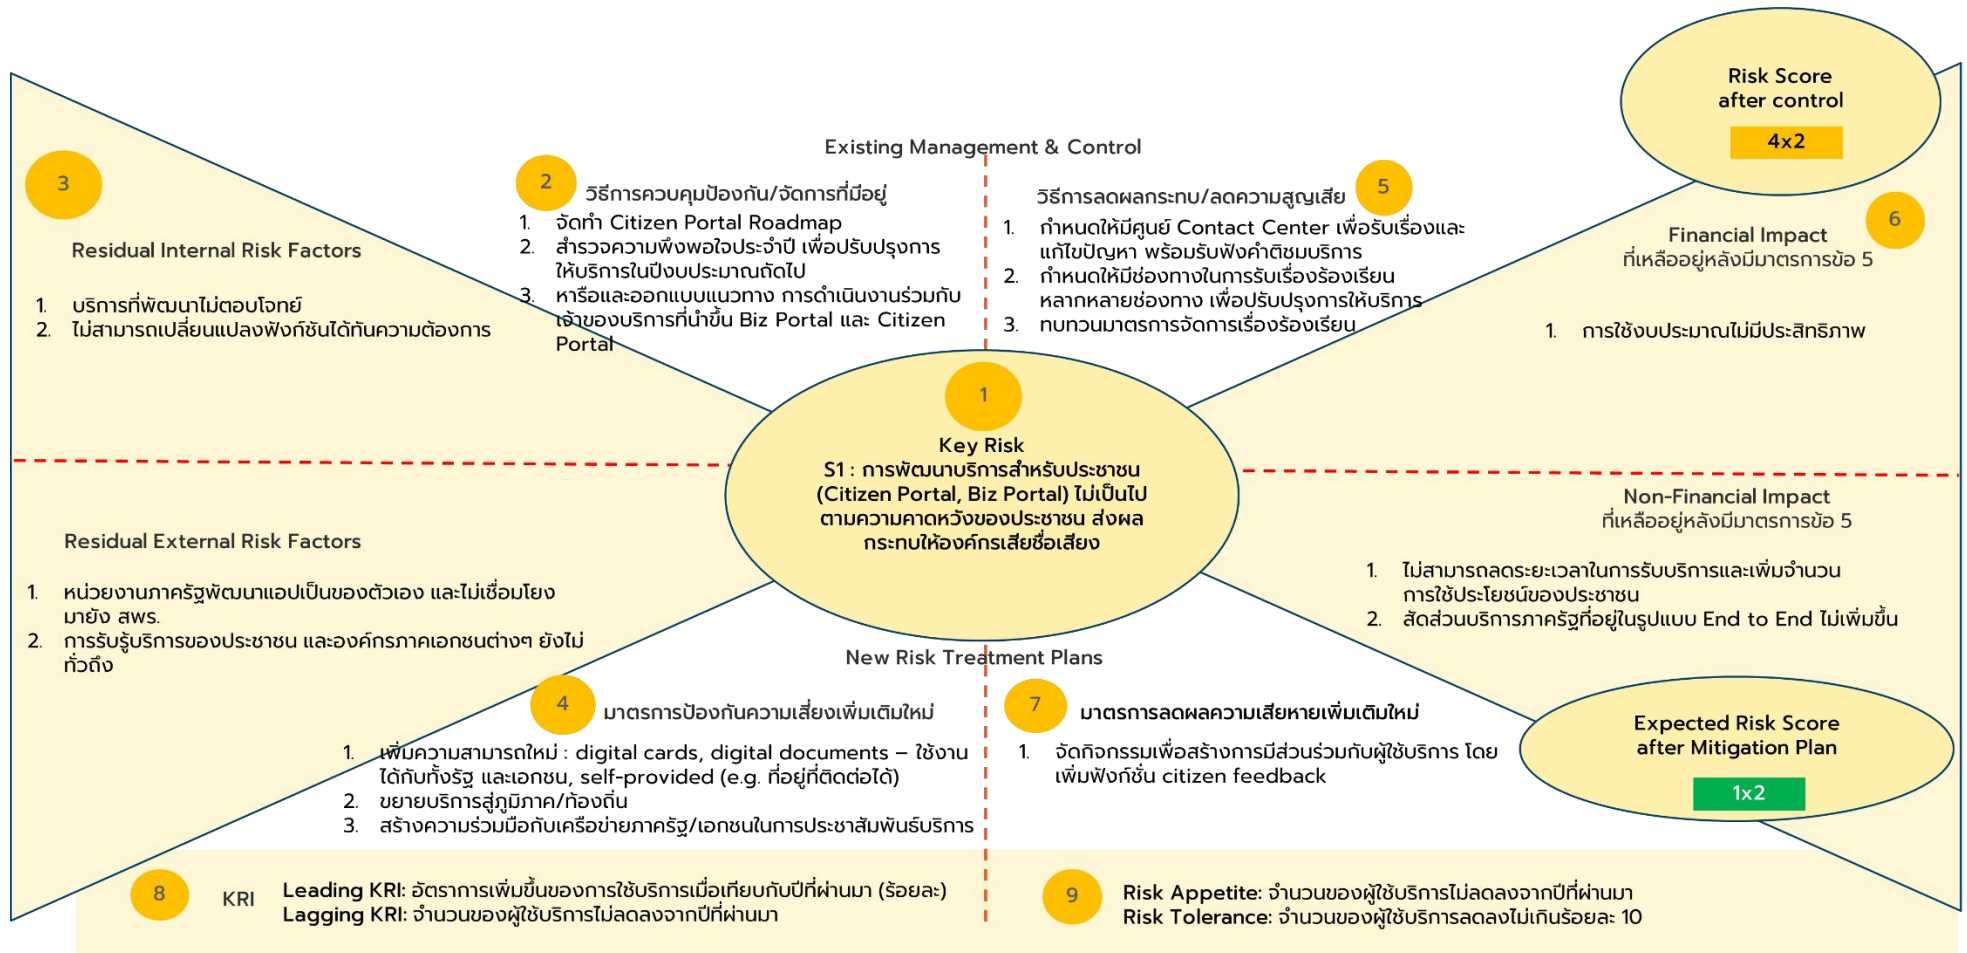 Risk Score
after control
4x2
Existing Management & Control
3
Residual Internal Risk Factors
1. บริการที่พัฒนาไม่ตอบโจทย์
2. ไม่สามารถเปลี่ยนแปลงฟังก์ชันได้ทันความต้องการ
2
วิธีการควบคุมป้องกัน/จัดการที่มีอยู่
1. จัดทำ Citizen Portal Roadmap
2. สำรวจความพึงพอใจประจำปี เพื่อปรับปรุงการ
ให้บริการในปีงบประมาณถัดไป
3. หารือและออกแบบแนวทาง การดำเนินงานร่วมกับ
เจ้าของบริการที่นำขึ้น Biz Portal และ Citizen
Portal
5
วิธีการลดผลกระทบ/ลดความสูญเสีย
1. กำหนดให้มีศูนย์ Contact Center เพื่อรับเรื่องและ
แก้ไขปัญหา พร้อมรับฟังคำติชมบริการ
2. กำหนดให้มีช่องทางในการรับเรื่องร้องเรียน
หลากหลายช่องทาง เพื่อปรับปรุงการให้บริการ
3. ทบทวนมาตรการจัดการเรื่องร้องเรียน
6
Financial Impact
ที่เหลืออยู่หลังมีมาตรการข้อ 5
1. การใช้งบประมาณไม่มีประสิทธิภาพ
1
Key Risk
S1 : การพัฒนาบริการสำหรับประชาชน
(Citizen Portal, Biz Portal) ไม่เป็นไป
ตามความคาดหวังของประชาชน ส่งผล
กระทบให้องค์กรเสียชื่อเสียง
Residual External Risk Factors
1. หน่วยงานภาครัฐพัฒนาแอปเป็นของตัวเอง และไม่เชื่อมโยง
มายัง สพร.
2. การรับรู้บริการของประชาชน และองค์กรภาคเอกชนต่างๆ ยังไม่
ทั่วถึง
Non-Financial Impact
ที่เหลืออยู่หลังมีมาตรการข้อ 5
1. ไม่สามารถลดระยะเวลาในการรับบริการและเพิ่มจำนวน
การใช้ประโยชน์ของประชาชน
2. สัดส่วนบริการภาครัฐที่อยู่ในรูปแบบ End to End ไม่เพิ่มขึ้น
New Risk Treatment Plans
4
มาตรการป้องกันความเสี่ยงเพิ่มเติมใหม่
1. เพิ่มความสามารถใหม่ : digital cards, digital documents – ใช้งาน
ได้กับทั้งรัฐ และเอกชน, self-provided (e.g. ที่อยู่ที่ติดต่อได้)
2. ขยายบริการสู่ภูมิภาค/ท้องถิ่น
3. สร้างความร่วมมือกับเครือข่ายภาครัฐ/เอกชนในการประชาสัมพันธ์บริการ
7
มาตรการลดผลความเสียหายเพิ่มเติมใหม่
1. จัดกิจกรรมเพื่อสร้างการมีส่วนร่วมกับผู้ใช้บริการ โดย
เพิ่มฟังก์ชั่น citizen feedback
Expected Risk Score
after Mitigation Plan
1x2
8
KRI
Leading KRI: อัตราการเพิ่มขึ้นของการใช้บริการเมื่อเทียบกับปีที่ผ่านมา (ร้อยละ)
Lagging KRI: จำนวนของผู้ใช้บริการไม่ลดลงจากปีที่ผ่านมา
9
Risk Appetite: จำนวนของผู้ใช้บริการไม่ลดลงจากปีที่ผ่านมา
Risk Tolerance: จำนวนของผู้ใช้บริการลดลงไม่เกินร้อยละ 10